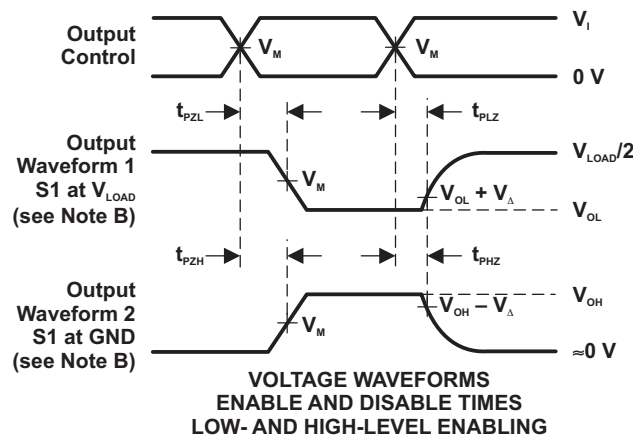 Output
Control
V_M
V_M
V_I
0 V
t_PZL
t_PLZ
Output
Waveform 1
S1 at V_LOAD
(see Note B)
V_M
V_OL + V_Δ
V_LOAD/2
V_OL
t_PZH
t_PHZ
Output
Waveform 2
S1 at GND
(see Note B)
V_M
V_OH – V_Δ
V_OH
≈0 V
VOLTAGE WAVEFORMS
ENABLE AND DISABLE TIMES
LOW- AND HIGH-LEVEL ENABLING